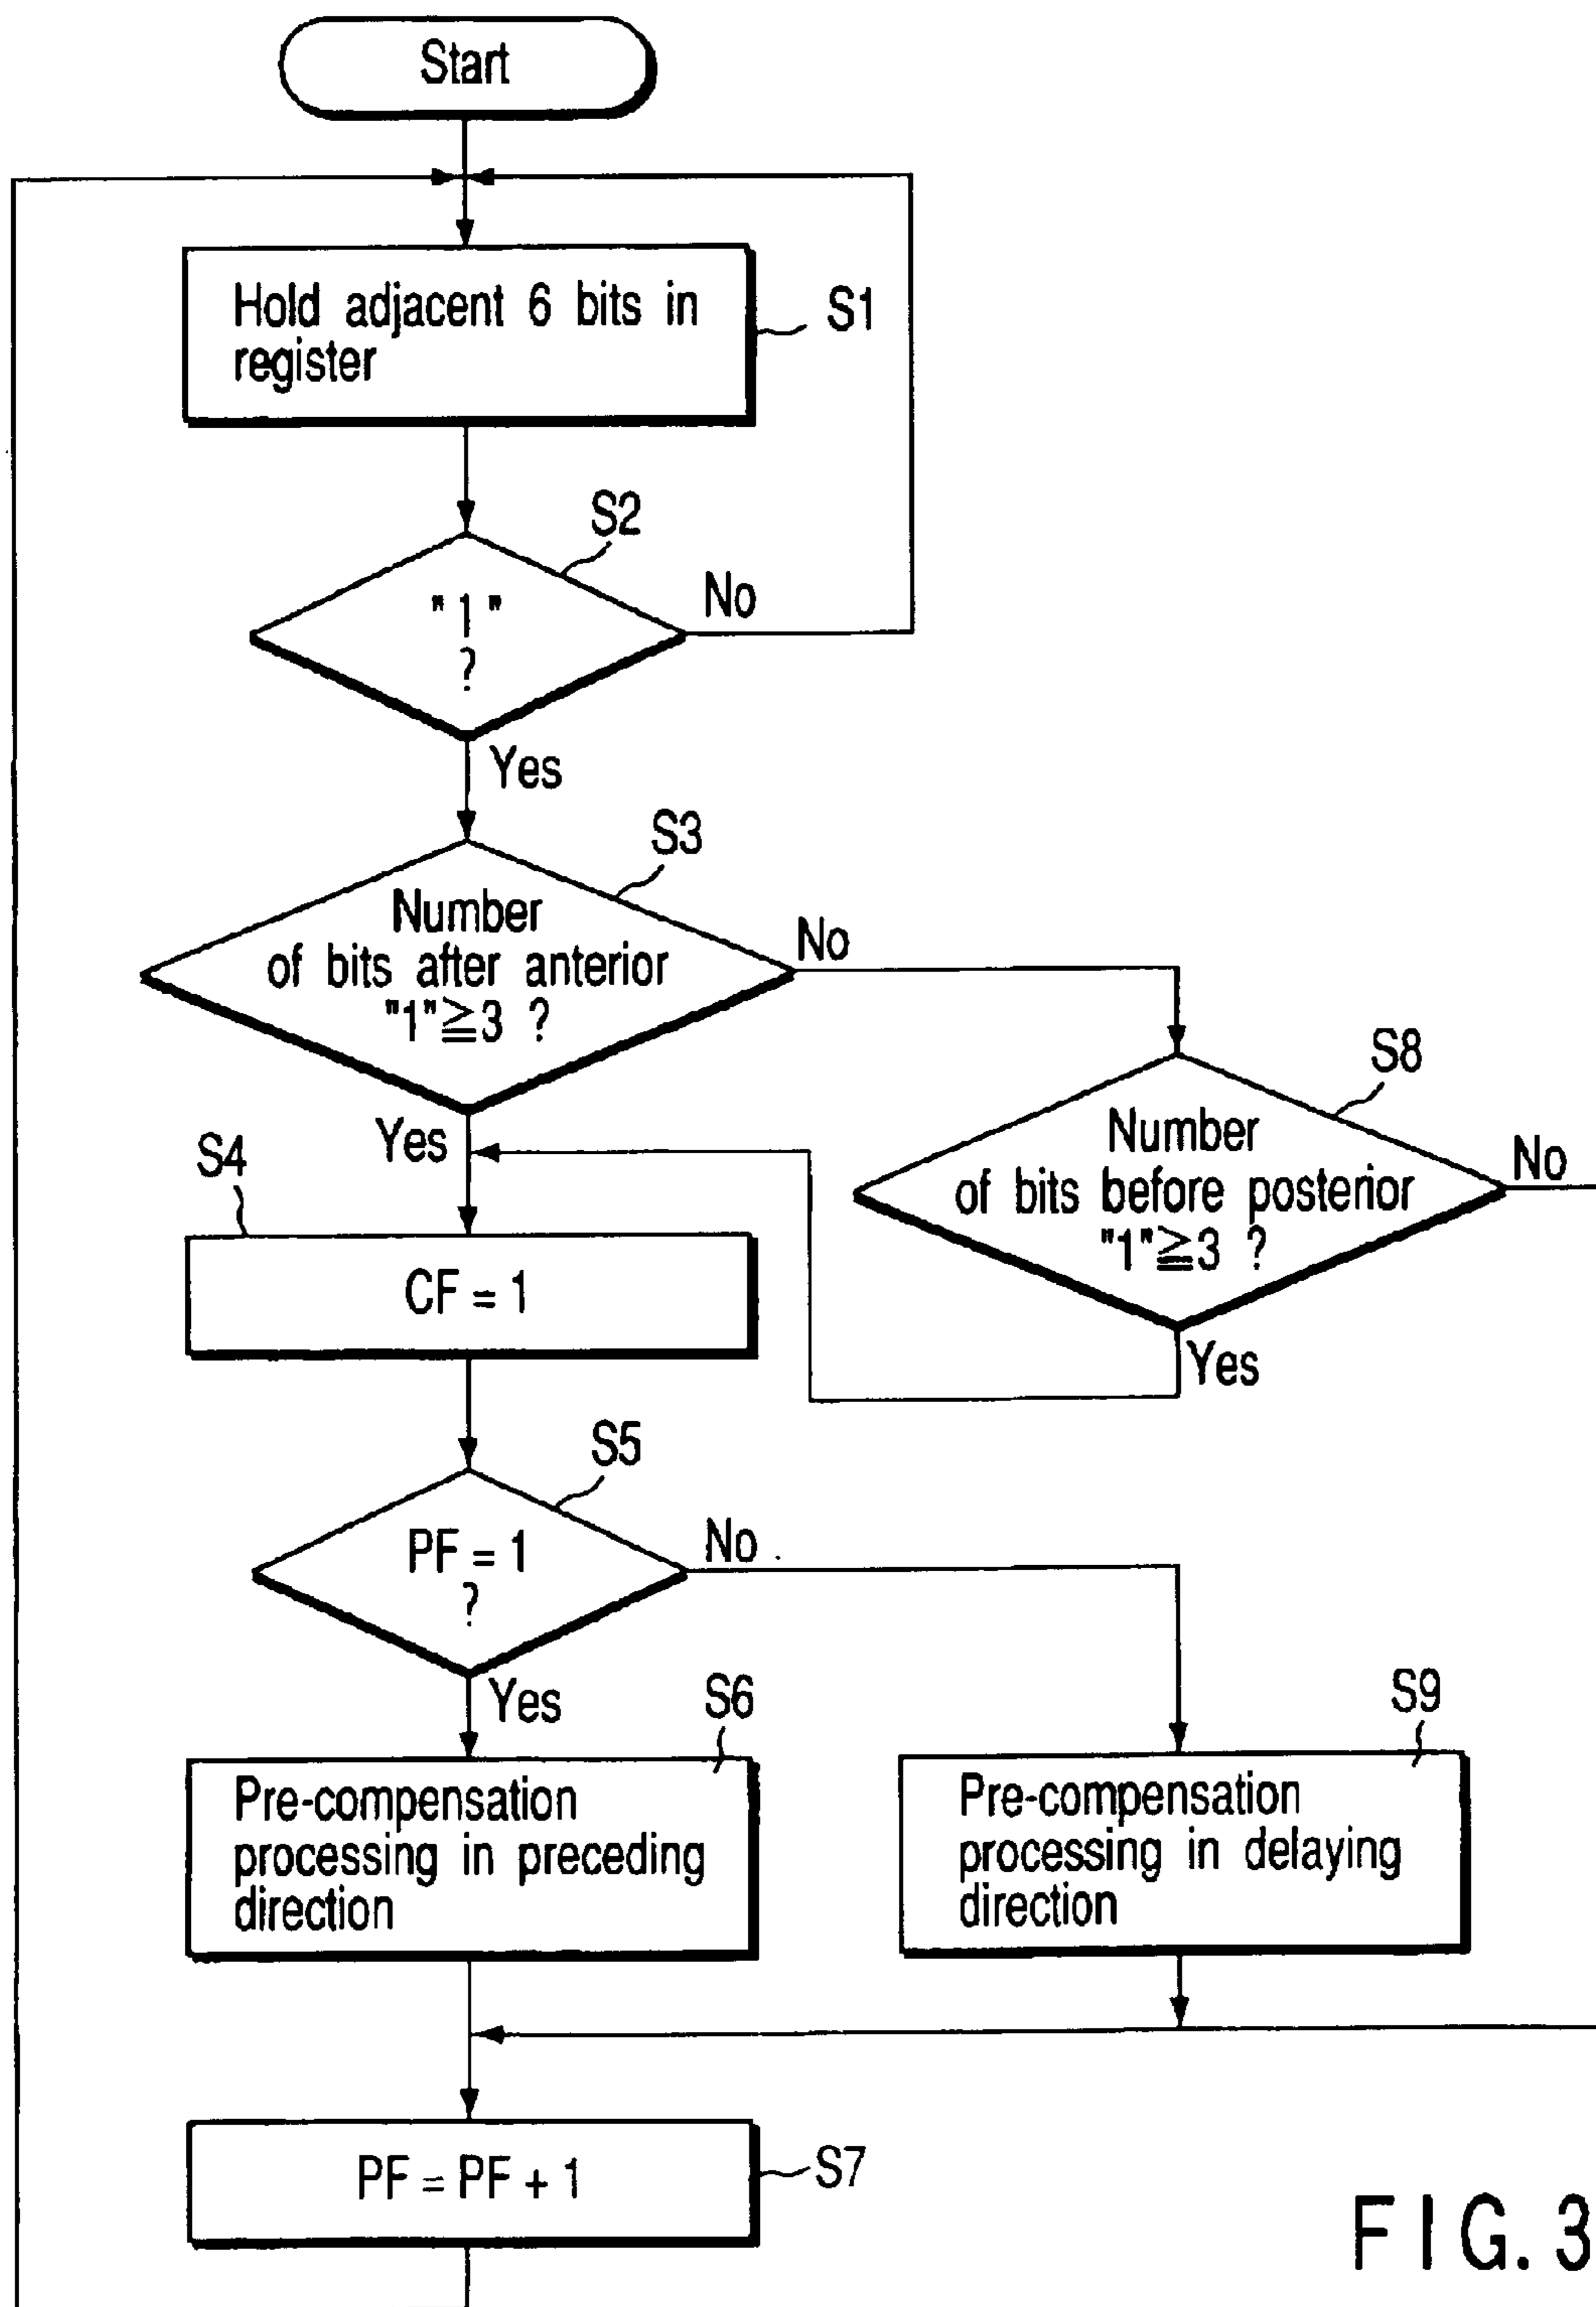 Start
Hold adjacent 6 bits in
register
S1
S2
"1"
?
No
Yes
S3
Number
of bits after anterior
"1"≧3 ?
No
Yes
S8
Number
of bits before posterior
"1"≧3 ?
No
Yes
S4
CF = 1
S5
PF = 1
?
No
Yes
S6
Pre-compensation
processing in preceding
direction
S9
Pre-compensation
processing in delaying
direction
PF = PF + 1
S7
FIG. 3